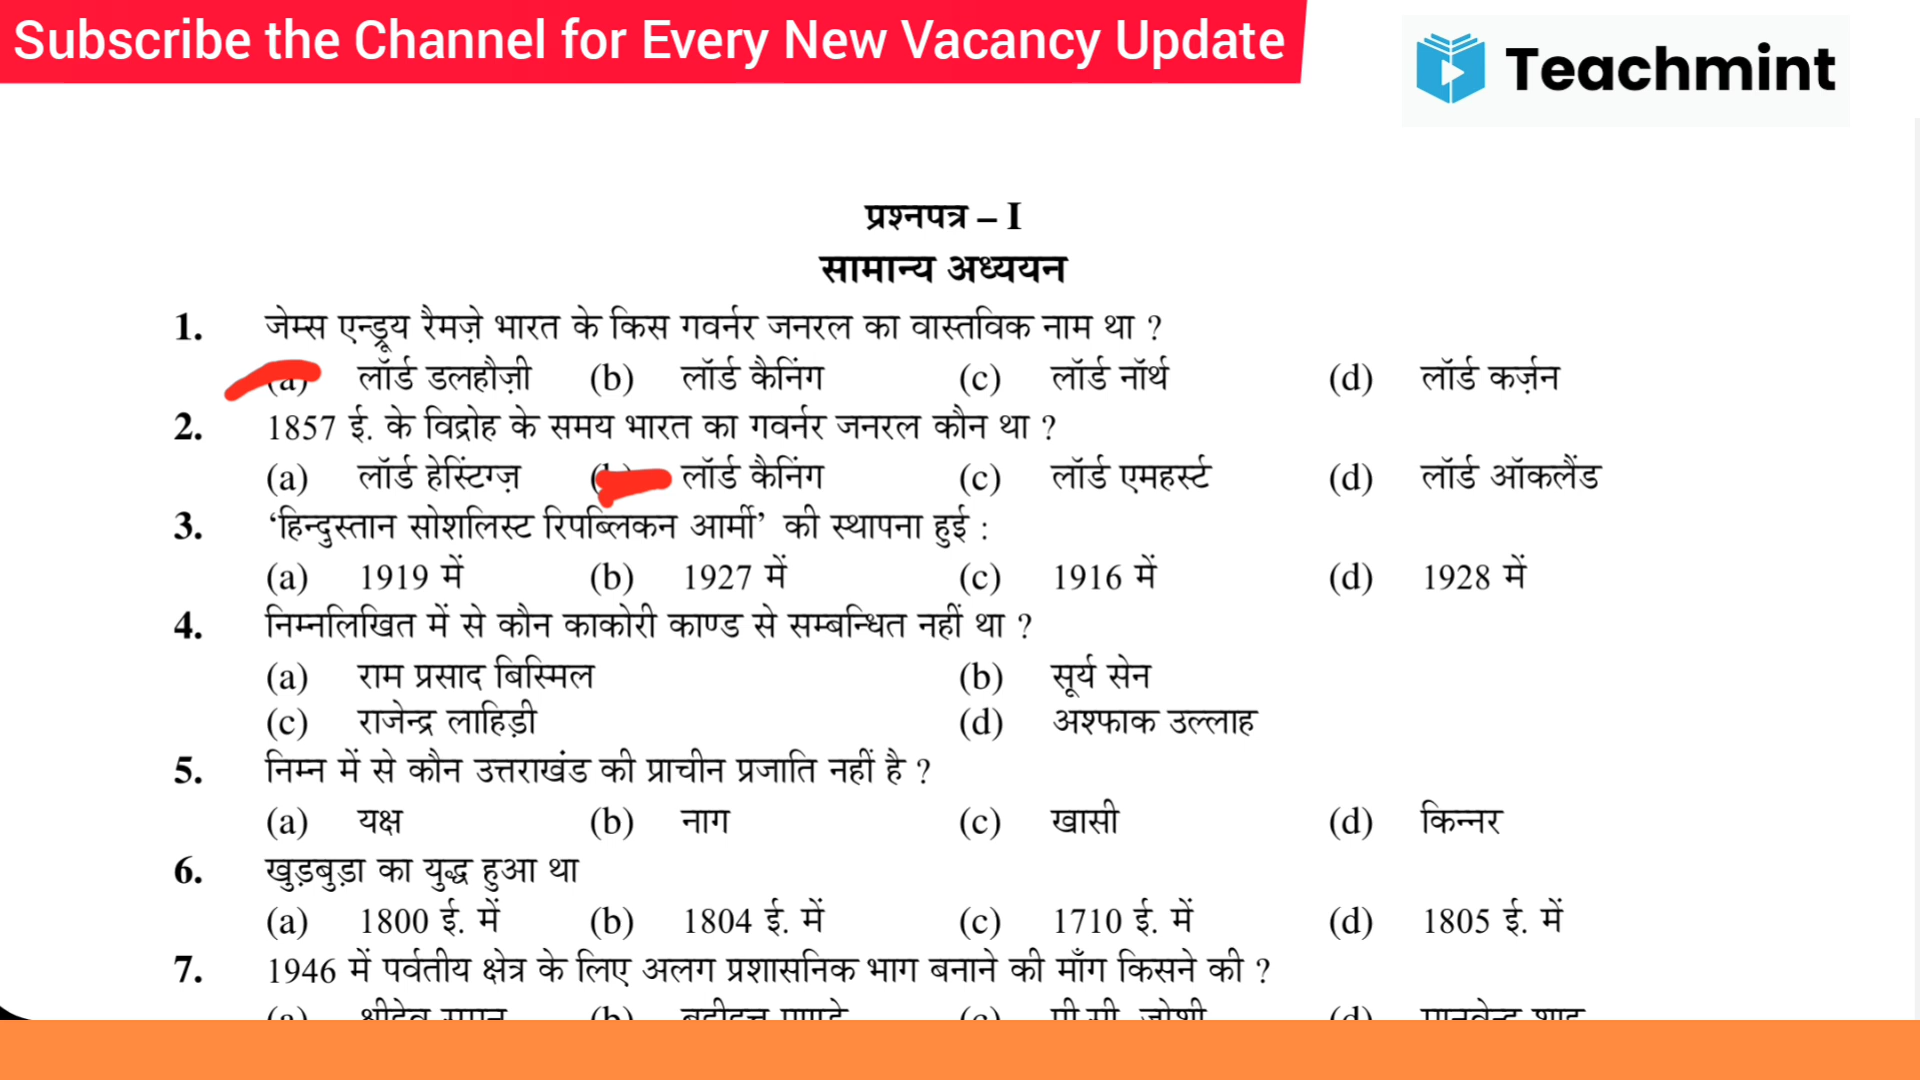 Subscribe the Channel for Every New Vacancy Update
Teachmint
प्रश्नपत्र – I
सामान्य अध्ययन
1. जेम्स एन्ड्रूय रैमज़े भारत के किस गवर्नर जनरल का वास्तविक नाम था ?
(a) लॉर्ड डलहौज़ी (b) लॉर्ड कैनिंग (c) लॉर्ड नॉर्थ (d) लॉर्ड कर्ज़न
2. 1857 ई. के विद्रोह के समय भारत का गवर्नर जनरल कौन था ?
(a) लॉर्ड हेस्टिंग्ज़ लॉर्ड कैनिंग (c) लॉर्ड एमहर्स्ट (d) लॉर्ड ऑकलैंड
3. ‘हिन्दुस्तान सोशलिस्ट रिपब्लिकन आर्मी’ की स्थापना हुई :
(a) 1919 में (b) 1927 में (c) 1916 में (d) 1928 में
4. निम्नलिखित में से कौन काकोरी काण्ड से सम्बन्धित नहीं था ?
(a) राम प्रसाद बिस्मिल (b) सूर्य सेन
(c) राजेन्द्र लाहिड़ी (d) अश्फाक उल्लाह
5. निम्न में से कौन उत्तराखंड की प्राचीन प्रजाति नहीं है ?
(a) यक्ष (b) नाग (c) खासी (d) किन्नर
6. खुड़बुड़ा का युद्ध हुआ था
(a) 1800 ई. में (b) 1804 ई. में (c) 1710 ई. में (d) 1805 ई. में
7. 1946 में पर्वतीय क्षेत्र के लिए अलग प्रशासनिक भाग बनाने की माँग किसने की ?